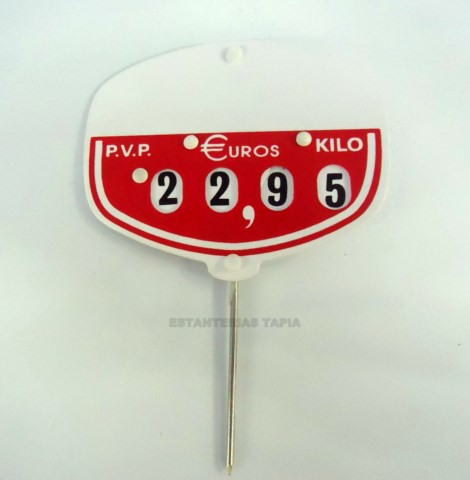 P.V.P. €UROS KILO
22,95
ESTANTERIAS TAPIA